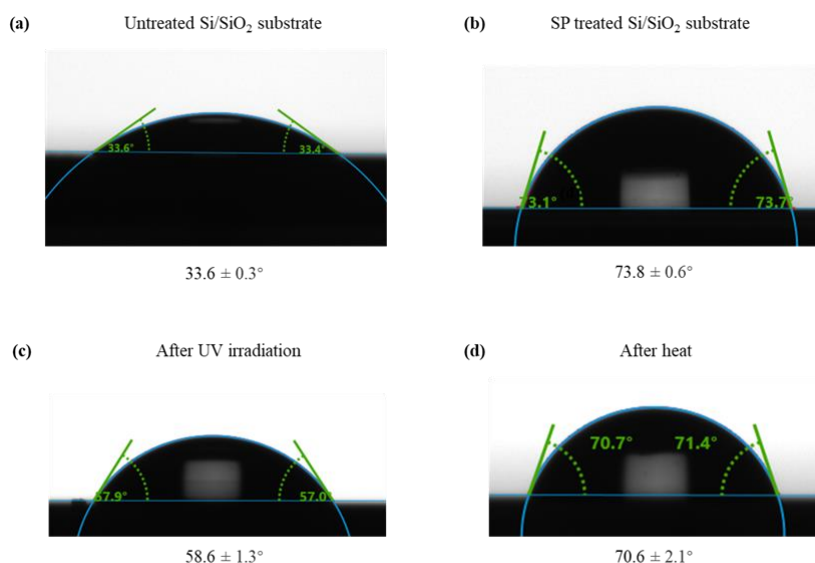 (a) Untreated Si/SiO₂ substrate
33.6° 33.4°
33.6 ± 0.3°
(b) SP treated Si/SiO₂ substrate
73.1° 73.7°
73.8 ± 0.6°
(c) After UV irradiation
57.9° 57.0°
58.6 ± 1.3°
(d) After heat
70.7° 71.4°
70.6 ± 2.1°